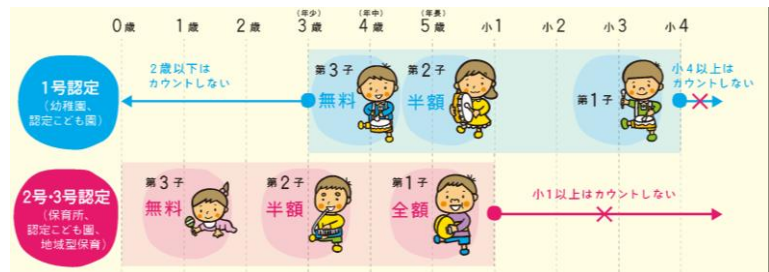 (年少) (年中) (年長)
0歳 1歳 2歳 3歳 4歳 5歳 小1 小2 小3 小4
1号認定
(幼稚園、
認定こども園)
2歳以下は
カウントしない
第3子
無料
第2子
半額
第1子
小4以上は
カウントしない
2号・3号認定
(保育所、
認定こども園、
地域型保育)
第3子
無料
第2子
半額
第1子
全額
小1以上はカウントしない